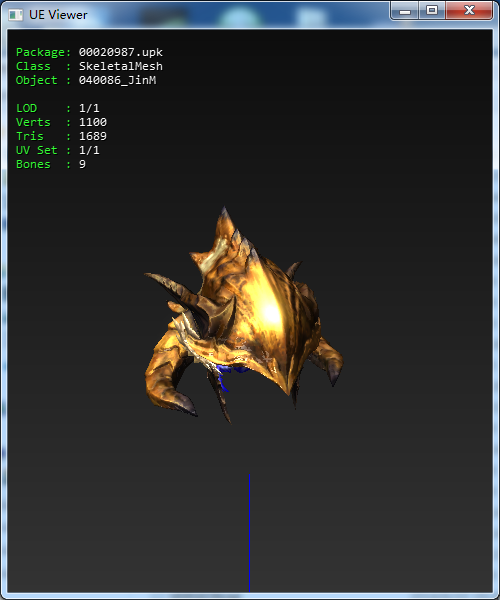 UE Viewer
Package: 00020987.upk
Class : SkeletalMesh
Object : 040086_JinM
LOD : 1/1
Verts : 1100
Tris : 1689
UV Set : 1/1
Bones : 9